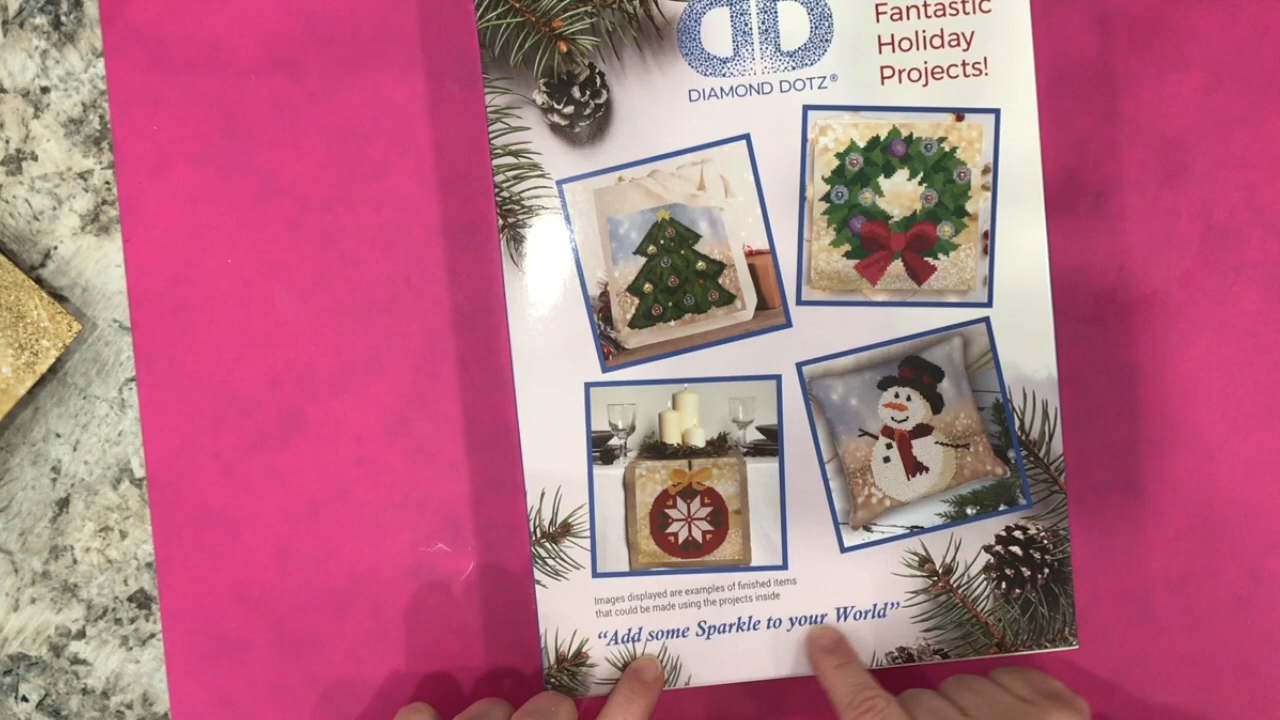 Fantastic
Holiday
Projects!
DIAMOND DOTZ®
Images displayed are examples of finished items
that could be made using the projects inside
“Add some Sparkle to your World”